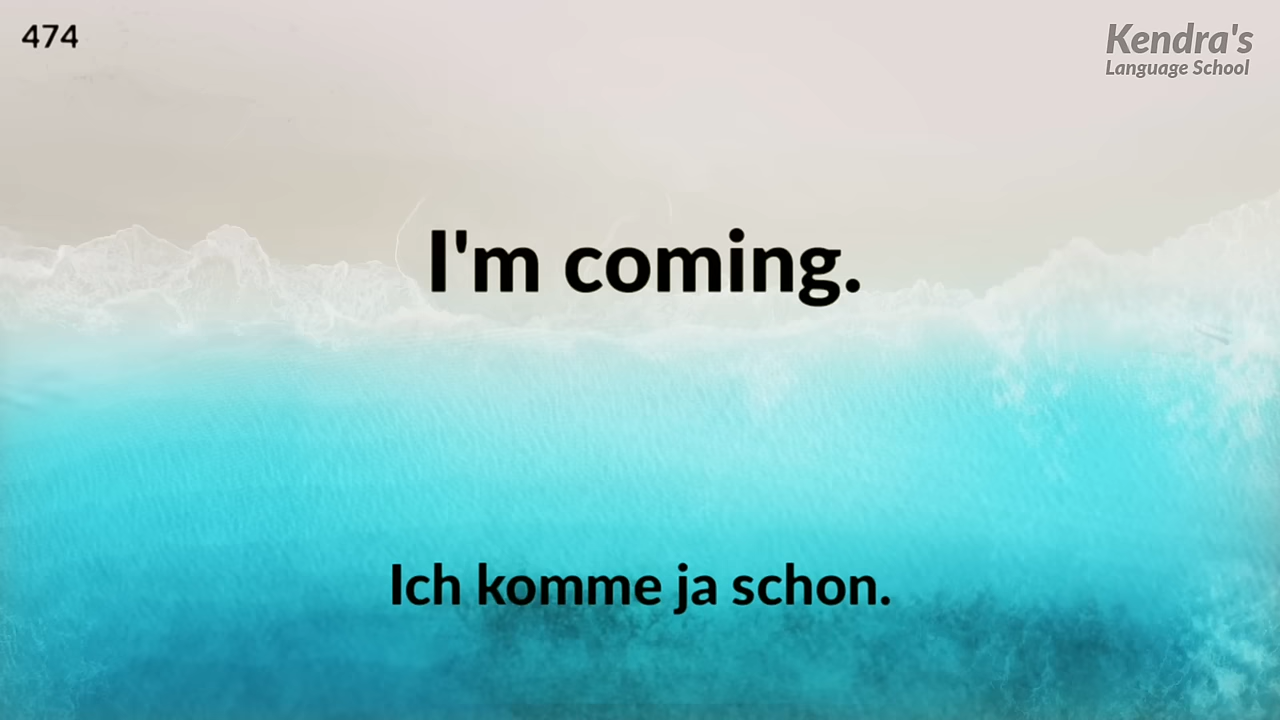 474
Kendra's
Language School
I'm coming.
Ich komme ja schon.